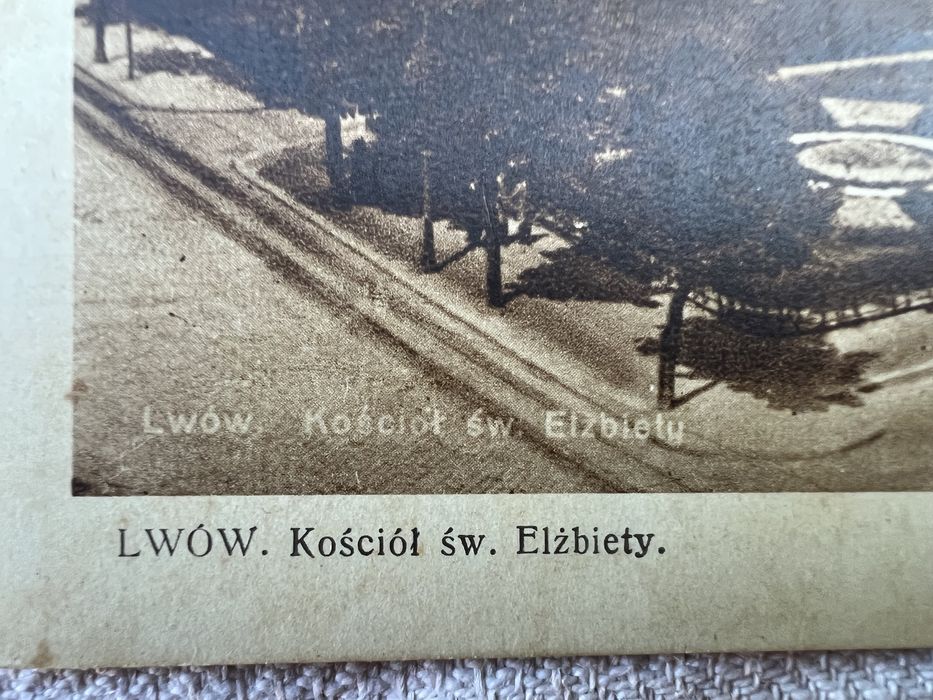 Lwów. Kościół św. Elżbiety
LWÓW. Kościół św. Elżbiety.